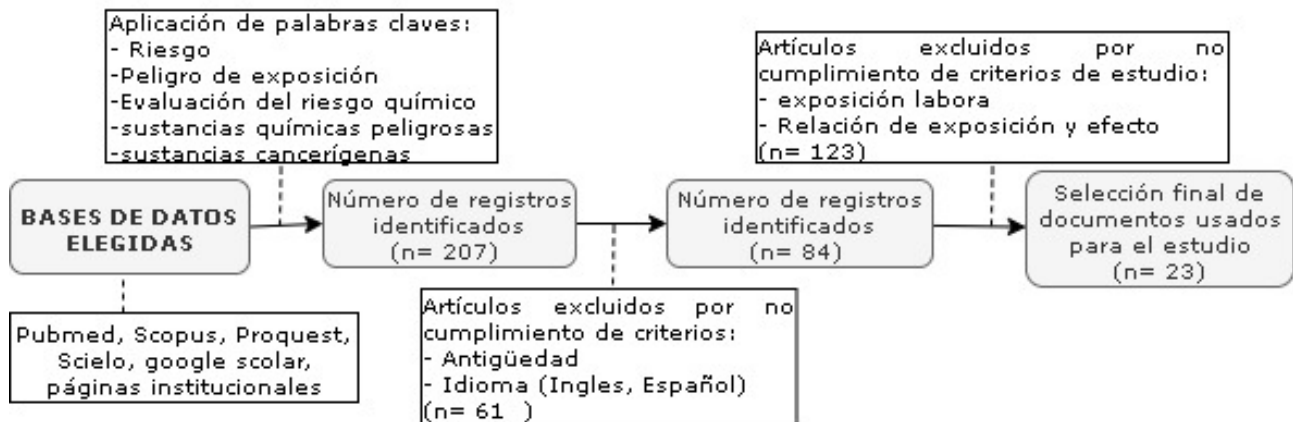 Aplicación de palabras claves:
- Riesgo
-Peligro de exposición
-Evaluación del riesgo químico
-sustancias químicas peligrosas
-sustancias cancerígenas
Artículos excluidos por no
cumplimiento de criterios de estudio:
- exposición labora
- Relación de exposición y efecto
(n= 123)
BASES DE DATOS
ELEGIDAS
Número de registros
identificados
(n= 207)
Número de registros
identificados
(n= 84)
Selección final de
documentos usados
para el estudio
(n= 23)
Pubmed, Scopus, Proquest,
Scielo, google scolar,
páginas institucionales
Artículos excluidos por no
cumplimiento de criterios:
- Antigüedad
- Idioma (Ingles, Español)
(n= 61 )